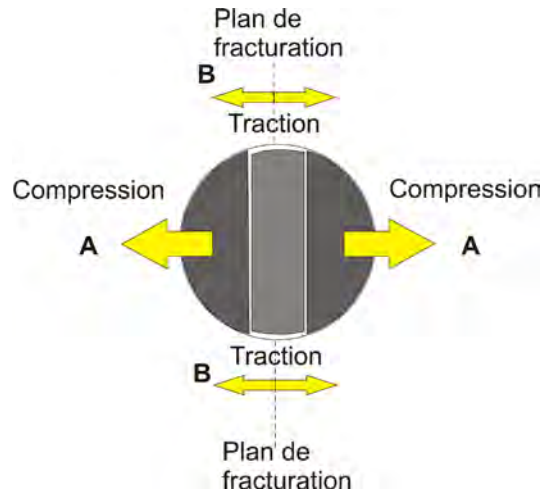 Plan de
fracturation
B
Traction
Compression
Compression
A
A
Traction
B
Plan de
fracturation